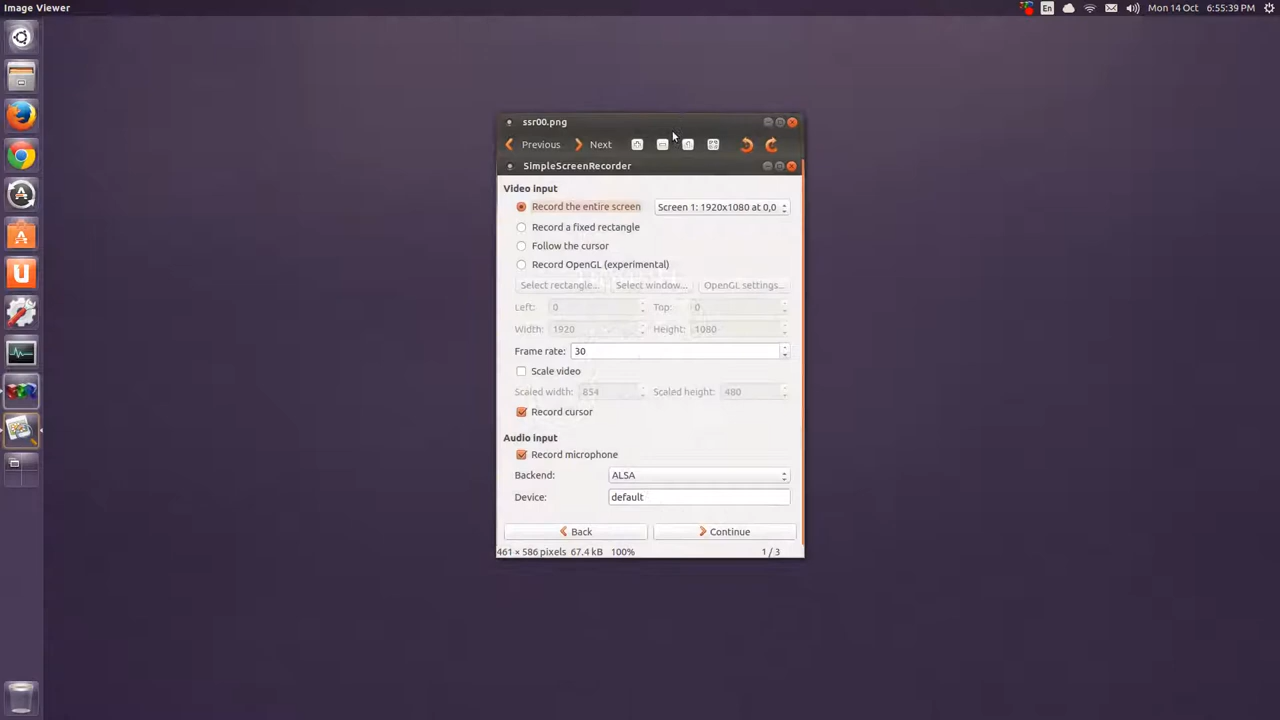 Image Viewer
En
Mon 14 Oct 6:55:39 PM
ssr00.png
Previous Next
SimpleScreenRecorder
Video input
Record the entire screen Screen 1: 1920x1080 at 0,0
Record a fixed rectangle
Follow the cursor
Record OpenGL (experimental)
Select rectangle... Select window... OpenGL settings...
Left: 0 Top: 0
Width: 1920 Height: 1080
Frame rate: 30
Scale video
Scaled width: 854 Scaled height: 480
Record cursor
Audio input
Record microphone
Backend: ALSA
Device: default
Back Continue
461 × 586 pixels 67.4 kB 100% 1 / 3